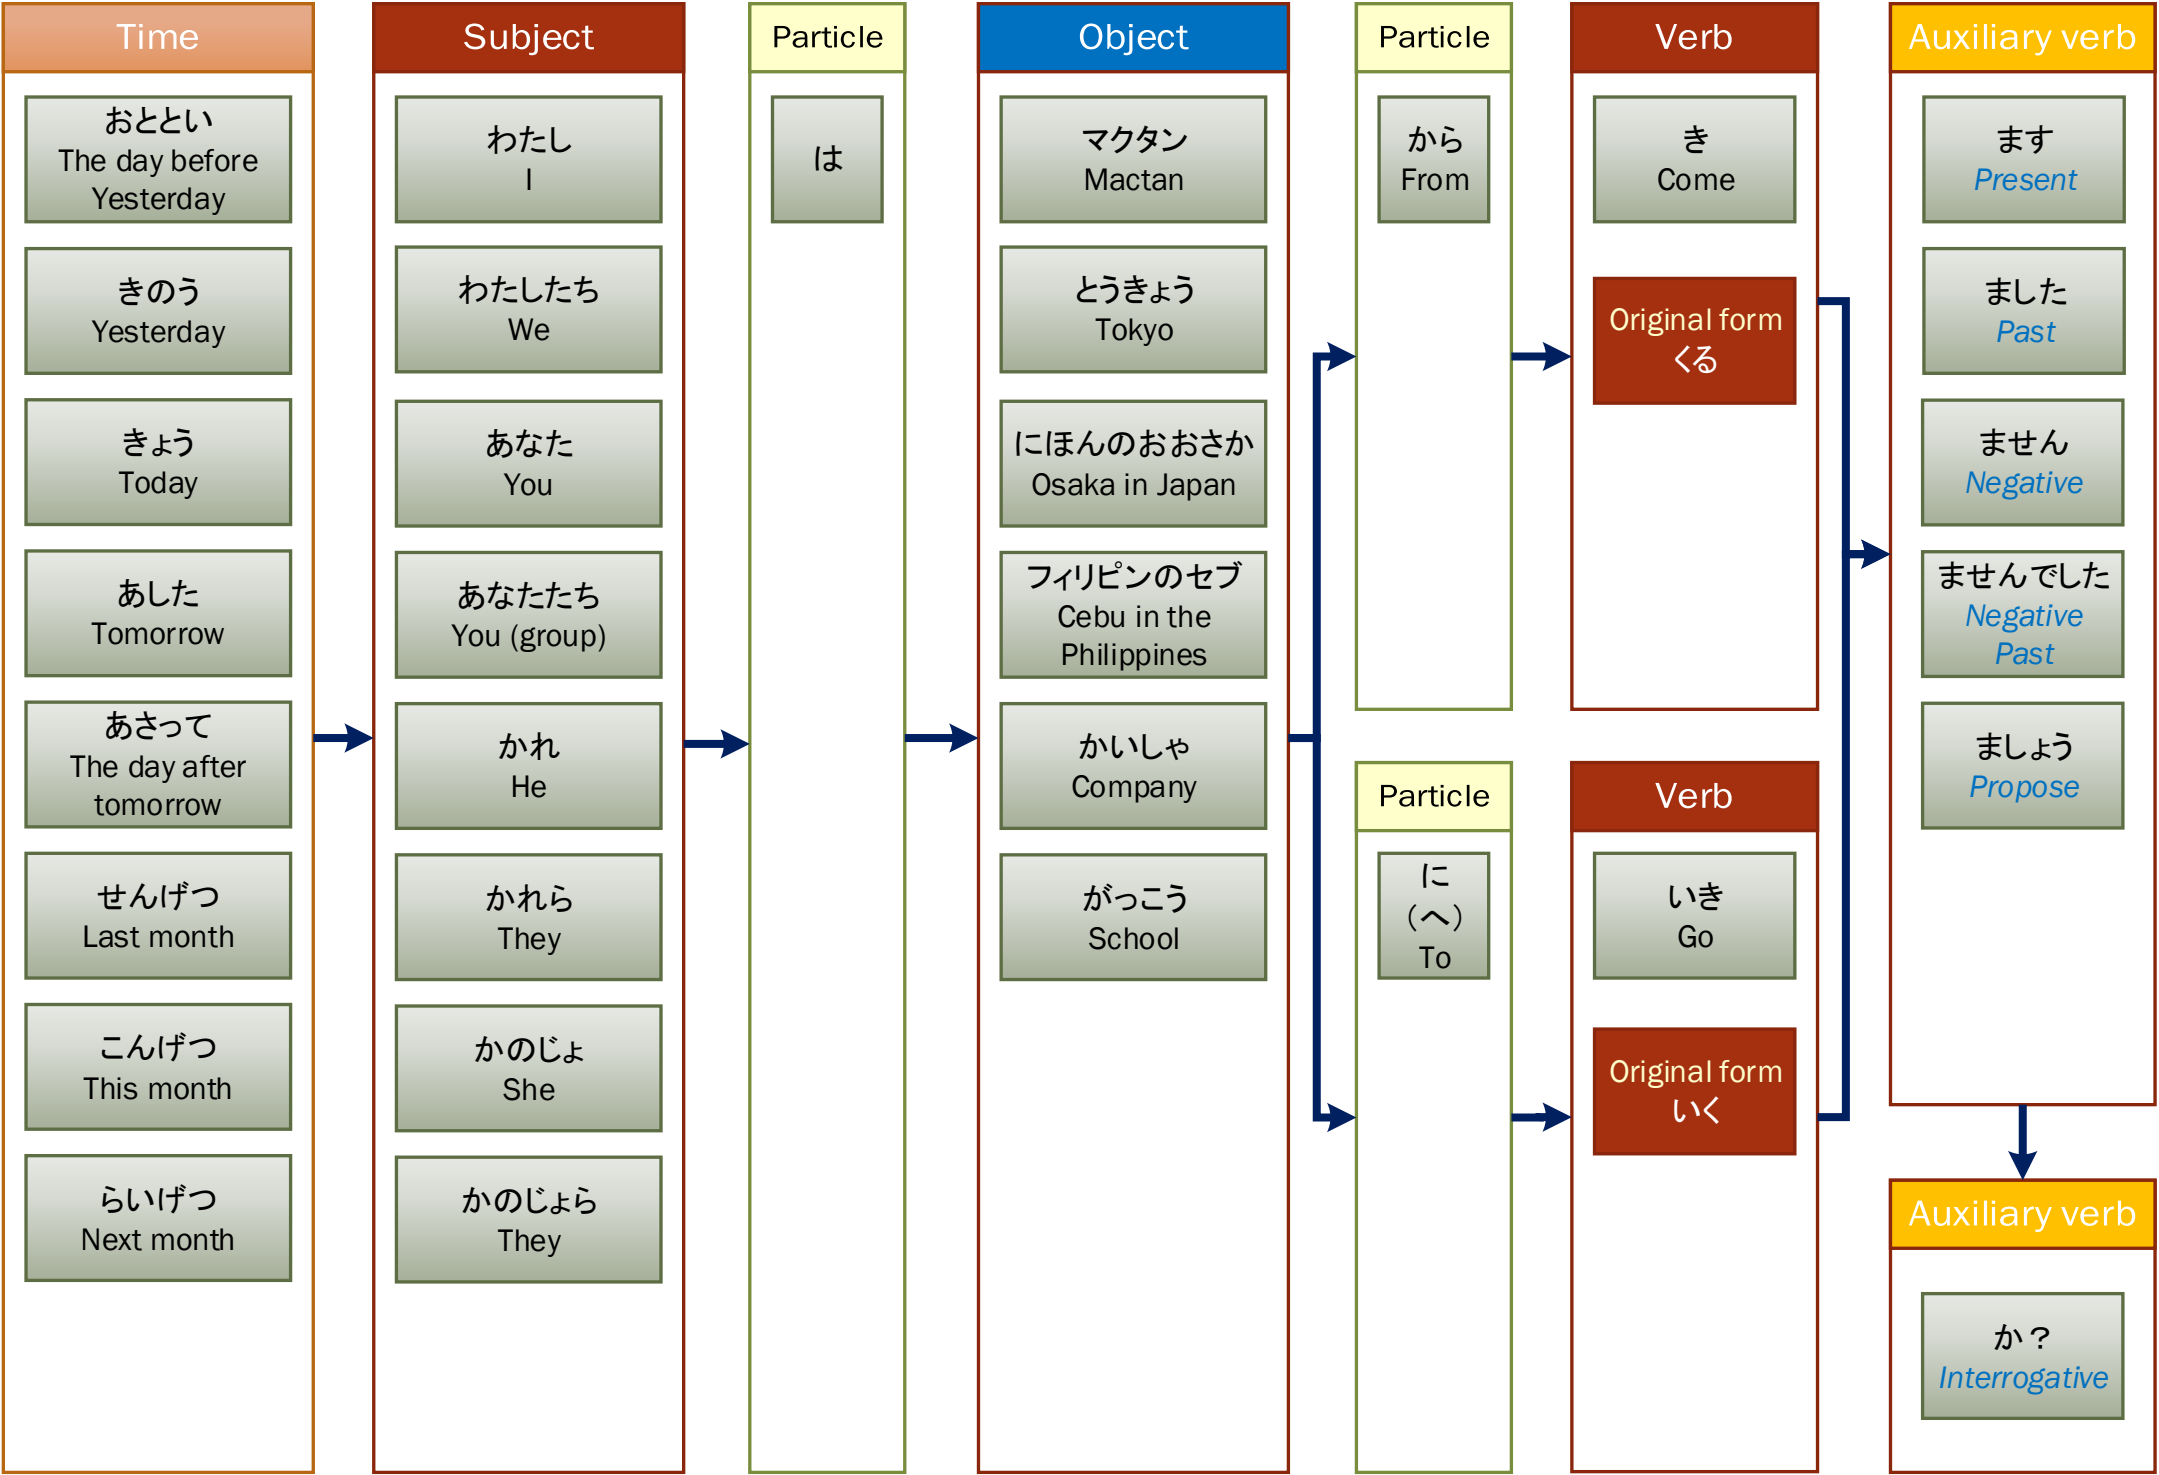 Time
おととい
The day before
Yesterday
きのう
Yesterday
きょう
Today
あした
Tomorrow
あさって
The day after
tomorrow
せんげつ
Last month
こんげつ
This month
らいげつ
Next month
Subject
わたし
I
わたしたち
We
あなた
You
あなたたち
You (group)
かれ
He
かれら
They
かのじょ
She
かのじょら
They
Particle
は
Object
マクタン
Mactan
とうきょう
Tokyo
にほんのおおさか
Osaka in Japan
フィリピンのセブ
Cebu in the
Philippines
かいしゃ
Company
がっこう
School
Particle
から
From
Verb
き
Come
Original form
くる
Particle
に
（へ）
To
Verb
いき
Go
Original form
いく
Auxiliary verb
ます
Present
ました
Past
ません
Negative
ませんでした
Negative
Past
ましょう
Propose
Auxiliary verb
か？
Interrogative